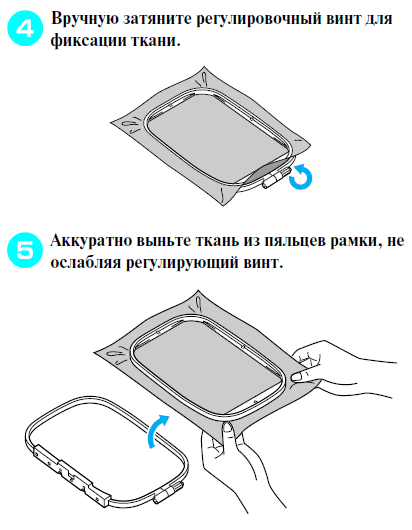 4 Вручную затяните регулировочный винт для
фиксации ткани.
5 Аккуратно выньте ткань из пяльцев рамки, не
ослабляя регулирующий винт.